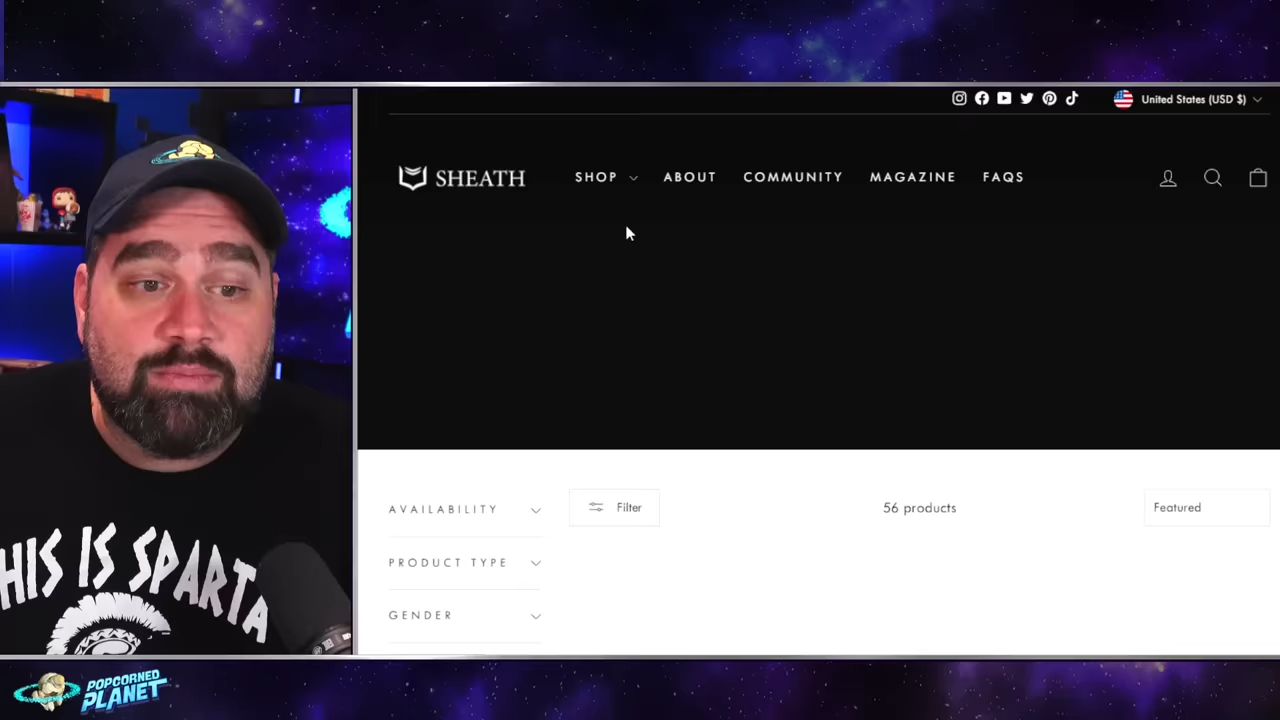 United States (USD $)
SHEATH
SHOP
ABOUT
COMMUNITY
MAGAZINE
FAQS
AVAILABILITY
Filter
56 products
Featured
PRODUCT TYPE
GENDER
HIS IS SPARTA
POPCORNED
PLANET